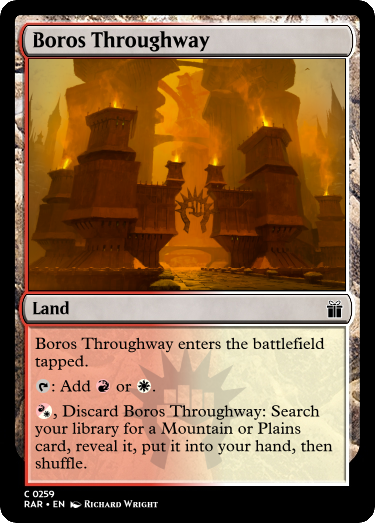 Boros Throughway
Land
Boros Throughway enters the battlefield
tapped.
: Add or .
, Discard Boros Throughway: Search
your library for a Mountain or Plains
card, reveal it, put it into your hand, then
shuffle.
C 0259
RAR • EN Richard Wright